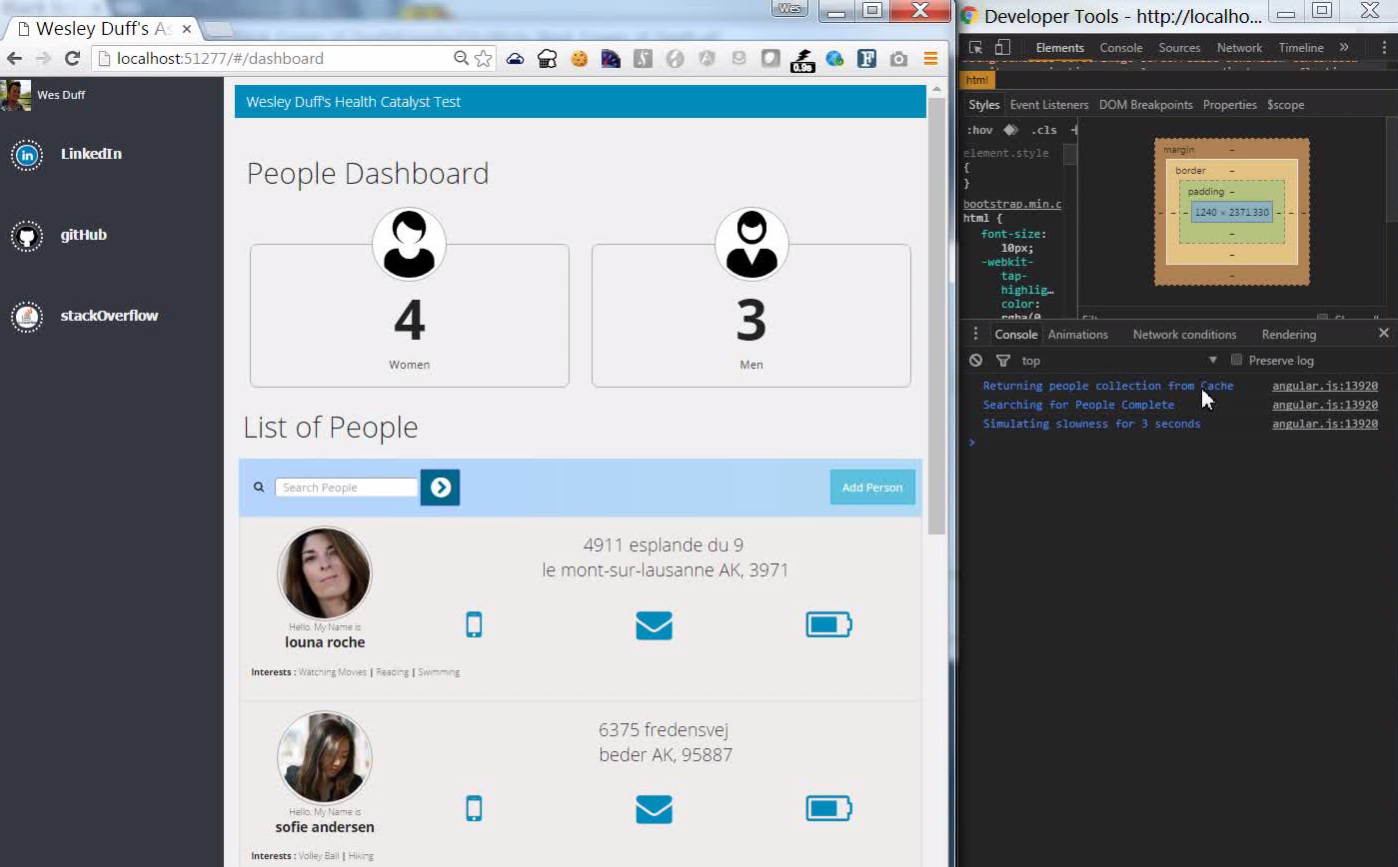 Wes
Wesley Duff's As
Developer Tools - http://localho...
localhost:51277/#/dashboard
0.9s
Elements Console Sources Network Timeline »
html
Wes Duff
Wesley Duff's Health Catalyst Test
Styles Event Listeners DOM Breakpoints Properties $scope
:hov .cls
element.style
{
}
bootstrap.min.c
html {
font-size:
10px;
-webkit-
tap-
highlig…
color:
margin –
border –
padding –
1240 × 2371.330
LinkedIn
gitHub
stackOverflow
People Dashboard
4
Women
3
Men
Console Animations Network conditions Rendering
top Preserve log
Returning people collection from Cache angular.js:13920
Searching for People Complete angular.js:13920
Simulating slowness for 3 seconds angular.js:13920
List of People
Search People
Add Person
4911 esplande du 9
le mont-sur-lausanne AK, 3971
Hello, My Name is
louna roche
Interests : Watching Movies | Reading | Swimming
6375 fredensvej
beder AK, 95887
Hello, My Name is
sofie andersen
Interests : Volley Ball | Hiking